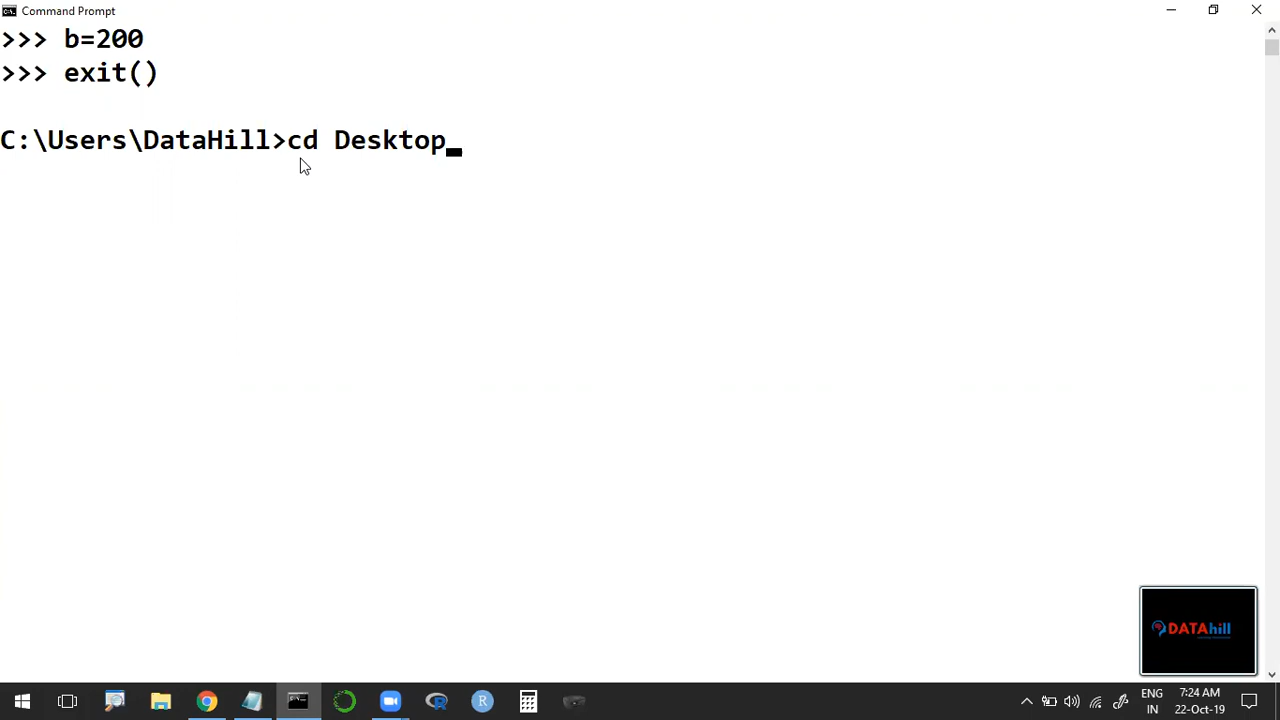 Command Prompt
>>> b=200
>>> exit()
C:\Users\DataHill>cd Desktop
DATAhill
R
R
ENG
IN
7:24 AM
22-Oct-19